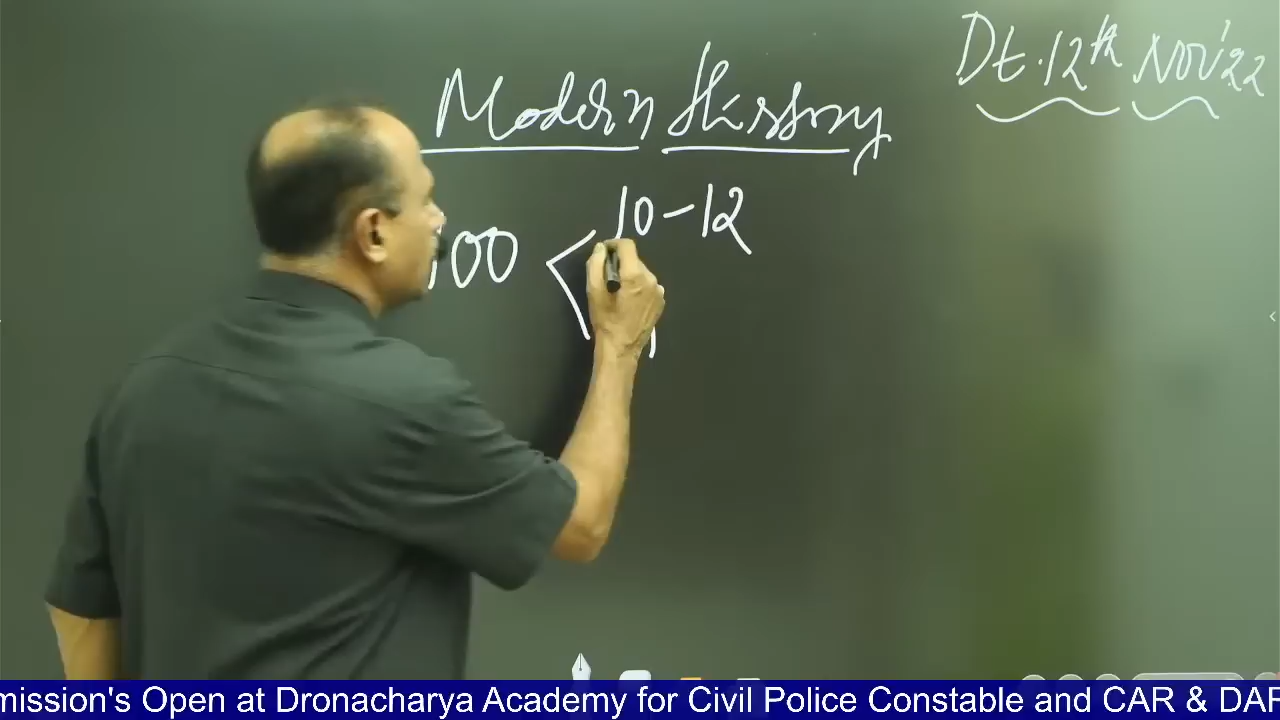 Dt. 12th Nov'22
Modern History
100 < 10-12
mission's Open at Dronacharya Academy for Civil Police Constable and CAR & DAR